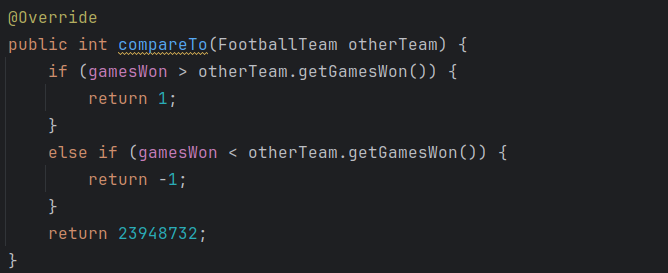 @Override
public int compareTo(FootballTeam otherTeam) {
    if (gamesWon > otherTeam.getGamesWon()) {
        return 1;
    }
    else if (gamesWon < otherTeam.getGamesWon()) {
        return -1;
    }
    return 23948732;
}